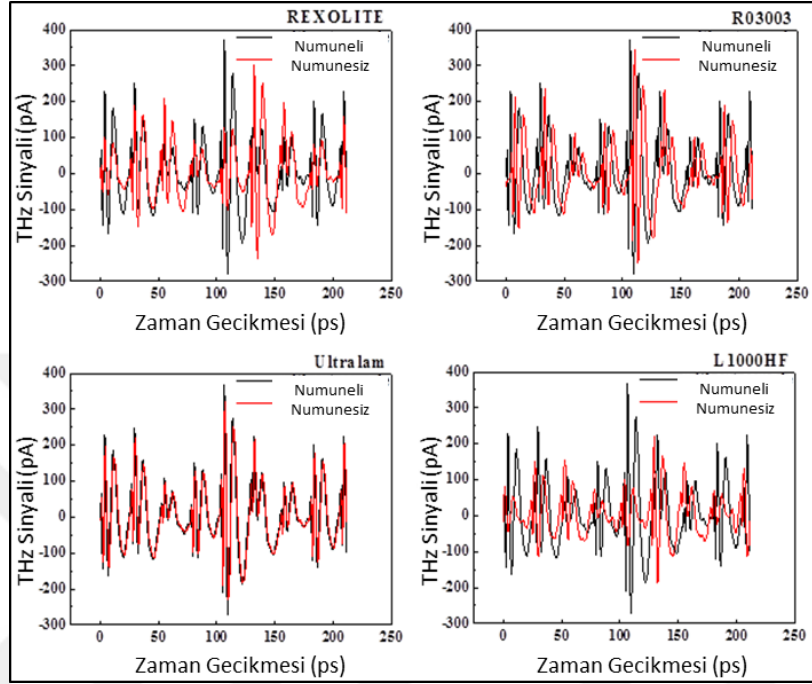 REXOLITE
THz Sinyali (pA)
400
300
200
100
0
-100
-200
-300
Numuneli
Numunesiz
0
50
100
150
200
250
Zaman Gecikmesi (ps)
R03003
THz Sinyali (pA)
400
300
200
100
0
-100
-200
-300
Numuneli
Numunesiz
0
50
100
150
200
250
Zaman Gecikmesi (ps)
Ultralam
THz Sinyali (pA)
400
300
200
100
0
-100
-200
-300
Numuneli
Numunesiz
0
50
100
150
200
250
Zaman Gecikmesi (ps)
L1000HF
THz Sinyali (pA)
400
300
200
100
0
-100
-200
-300
Numuneli
Numunesiz
0
50
100
150
200
250
Zaman Gecikmesi (ps)